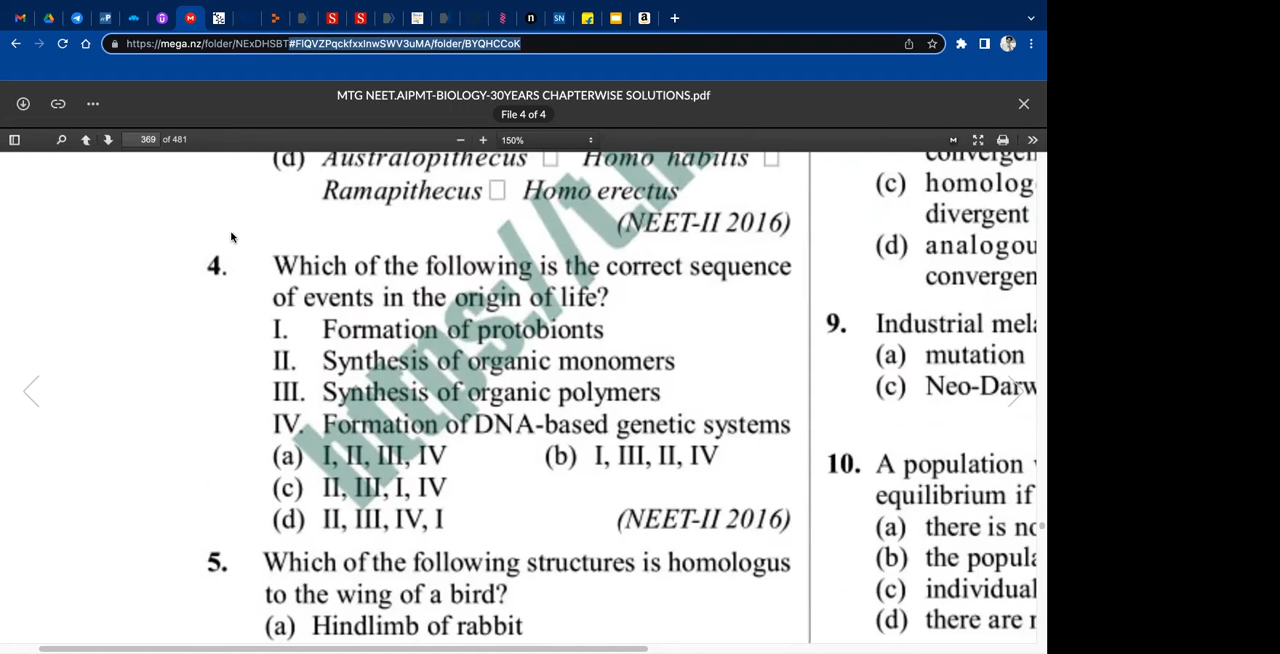 https://mega.nz/folder/NExDHSBT#FIQVZPqckfxxInwSWV3uMA/folder/BYQHCCoK
MTG NEET.AIPMT-BIOLOGY-30YEARS CHAPTERWISE SOLUTIONS.pdf
File 4 of 4
369 of 481
150%
(d) Australopithecus Homo habilis
Ramapithecus Homo erectus
(NEET-II 2016)
4. Which of the following is the correct sequence
of events in the origin of life?
I. Formation of protobionts
II. Synthesis of organic monomers
III. Synthesis of organic polymers
IV. Formation of DNA-based genetic systems
(a) I, II, III, IV (b) I, III, II, IV
(c) II, III, I, IV
(d) II, III, IV, I (NEET-II 2016)
5. Which of the following structures is homologus
to the wing of a bird?
(a) Hindlimb of rabbit
convergen
(c) homolog
divergent
(d) analogou
convergen
9. Industrial mela
(a) mutation
(c) Neo-Darw
10. A population
equilibrium if
(a) there is no
(b) the popula
(c) individual
(d) there are
https://t